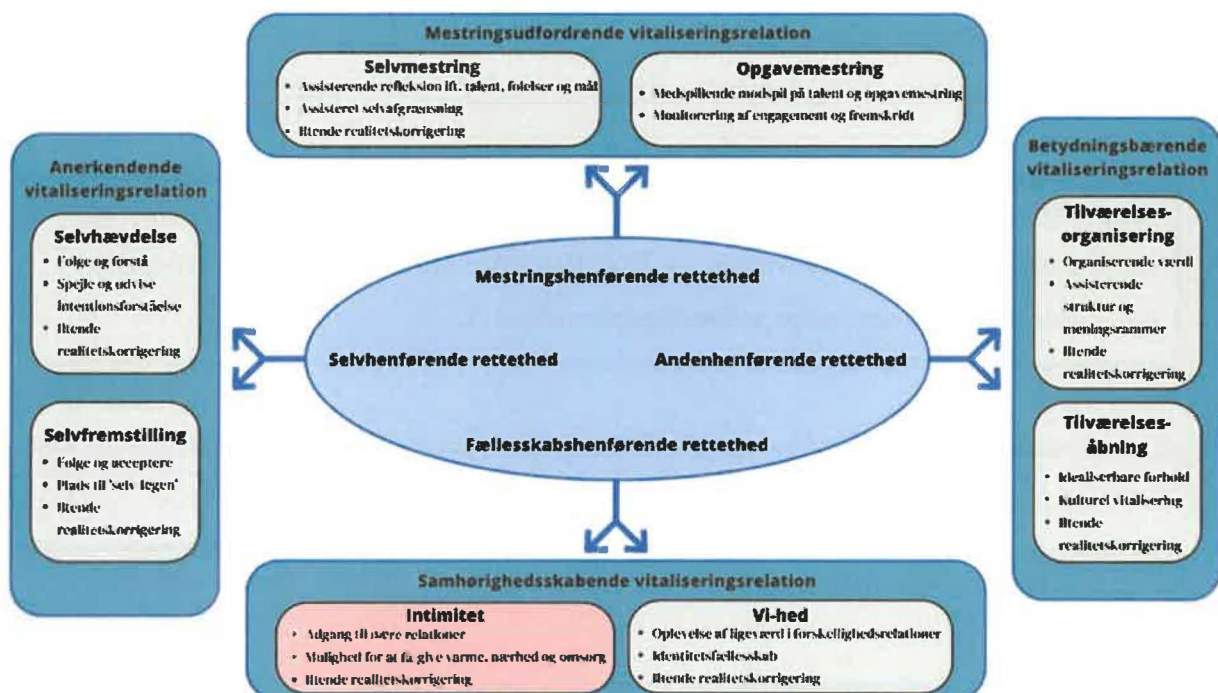 Mestringsudfordrende vitaliseringsrelation
Selvmestring
• Assisterende refleksion ift. talent, følelser og mål
• Assisteret selvafgrænsning
• Iltende realitetskorrigering
Opgavemestring
• Medspillende modspil på talent og opgavemestring
• Monitorering af engagement og fremskridt
Anerkendende
vitaliseringsrelation
Selvhævdelse
• Følge og forstå
• Spejle og udvise
intentionsforståelse
• Iltende
realitetskorrigering
Selvfremstilling
• Følge og acceptere
• Plads til 'selv-legen'
• Iltende
realitetskorrigering
Mestringshenførende rettethed
Selvhenførende rettethed
Andenhenførende rettethed
Fællesskabshenførende rettethed
Betydningsbærende
vitaliseringsrelation
Tilværelses-
organisering
• Organiserende værdi
• Assisterende
struktur og
meningsrammer
• Iltende
realitetskorrigering
Tilværelses-
åbning
• Idealiserbare forhold
• Kulturel vitalisering
• Iltende
realitetskorrigering
Samhørighedsskabende vitaliseringsrelation
Intimitet
• Adgang til nære relationer
• Mulighed for at få/give varme, nærhed og omsorg
• Iltende realitetskorrigering
Vi-hed
• Oplevelse af ligeværd i forskellighedsrelationer
• Identitetsfællesskab
• Iltende realitetskorrigering